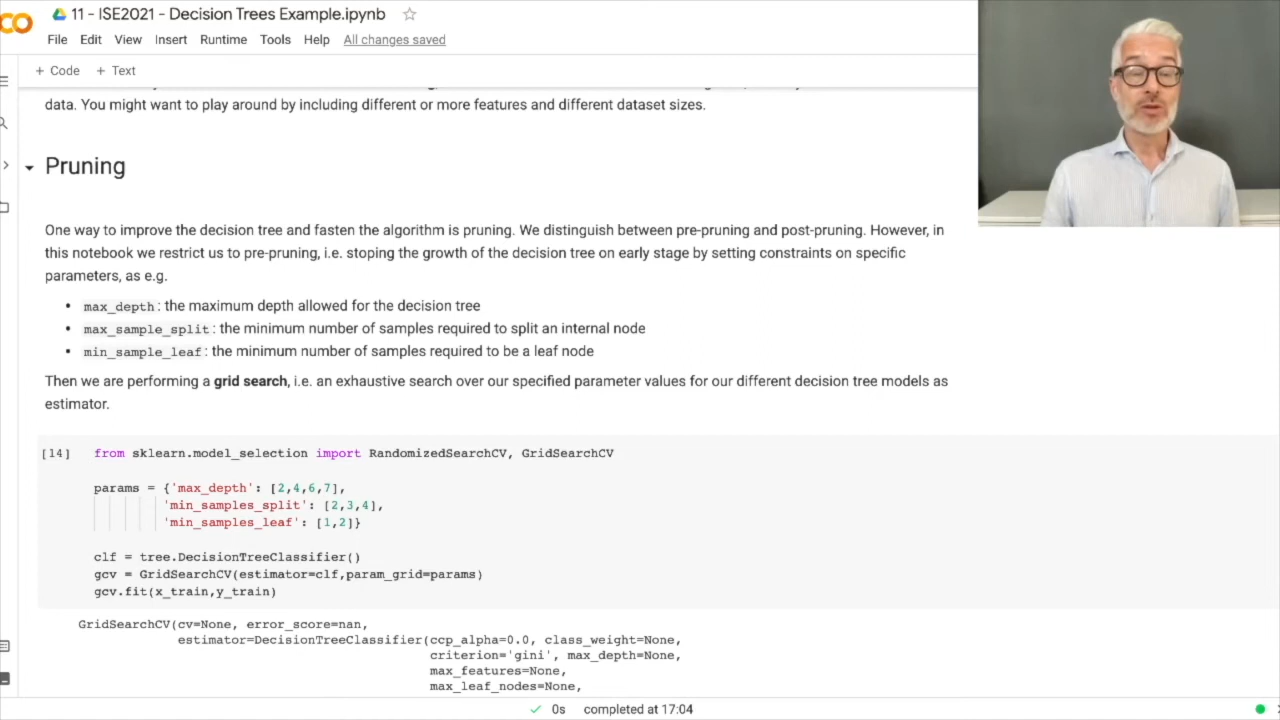 CO
11 - ISE2021 - Decision Trees Example.ipynb
File Edit View Insert Runtime Tools Help All changes saved
+ Code + Text
data. You might want to play around by including different or more features and different dataset sizes.
Pruning
One way to improve the decision tree and fasten the algorithm is pruning. We distinguish between pre-pruning and post-pruning. However, in
this notebook we restrict us to pre-pruning, i.e. stoping the growth of the decision tree on early stage by setting constraints on specific
parameters, as e.g.
• max_depth: the maximum depth allowed for the decision tree
• max_sample_split: the minimum number of samples required to split an internal node
• min_sample_leaf: the minimum number of samples required to be a leaf node
Then we are performing a grid search, i.e. an exhaustive search over our specified parameter values for our different decision tree models as
estimator.
[14] from sklearn.model_selection import RandomizedSearchCV, GridSearchCV
params = {'max_depth': [2,4,6,7],
'min_samples_split': [2,3,4],
'min_samples_leaf': [1,2]}
clf = tree.DecisionTreeClassifier()
gcv = GridSearchCV(estimator=clf,param_grid=params)
gcv.fit(x_train,y_train)
GridSearchCV(cv=None, error_score=nan,
estimator=DecisionTreeClassifier(ccp_alpha=0.0, class_weight=None,
criterion='gini', max_depth=None,
max_features=None,
max_leaf_nodes=None,
0s completed at 17:04